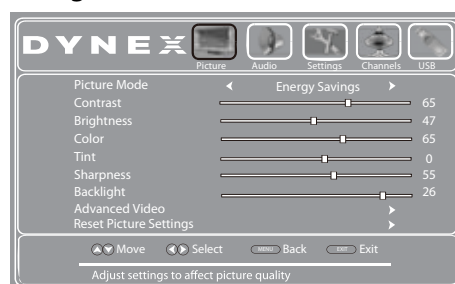 DYNEX
Picture Audio Settings Channels USB
Picture Mode Energy Savings
Contrast 65
Brightness 47
Color 65
Tint 0
Sharpness 55
Backlight 26
Advanced Video
Reset Picture Settings
Move Select MENU Back EXIT Exit
Adjust settings to affect picture quality